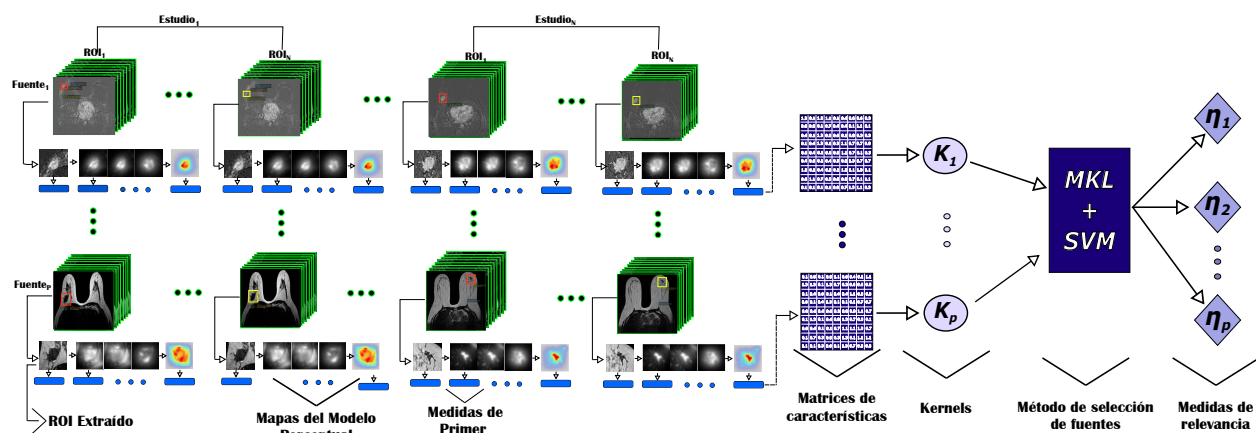 Estudio1
EstudioN
ROI1
ROIN
ROI1
ROIN
Fuente1
K1
MKL
+
SVM
η1
η2
ηp
FuenteP
Kp
ROI Extraído
Mapas del Modelo
Perceptual
Medidas de
Primer
Matrices de
características
Kernels
Método de selección
de fuentes
Medidas de
relevancia